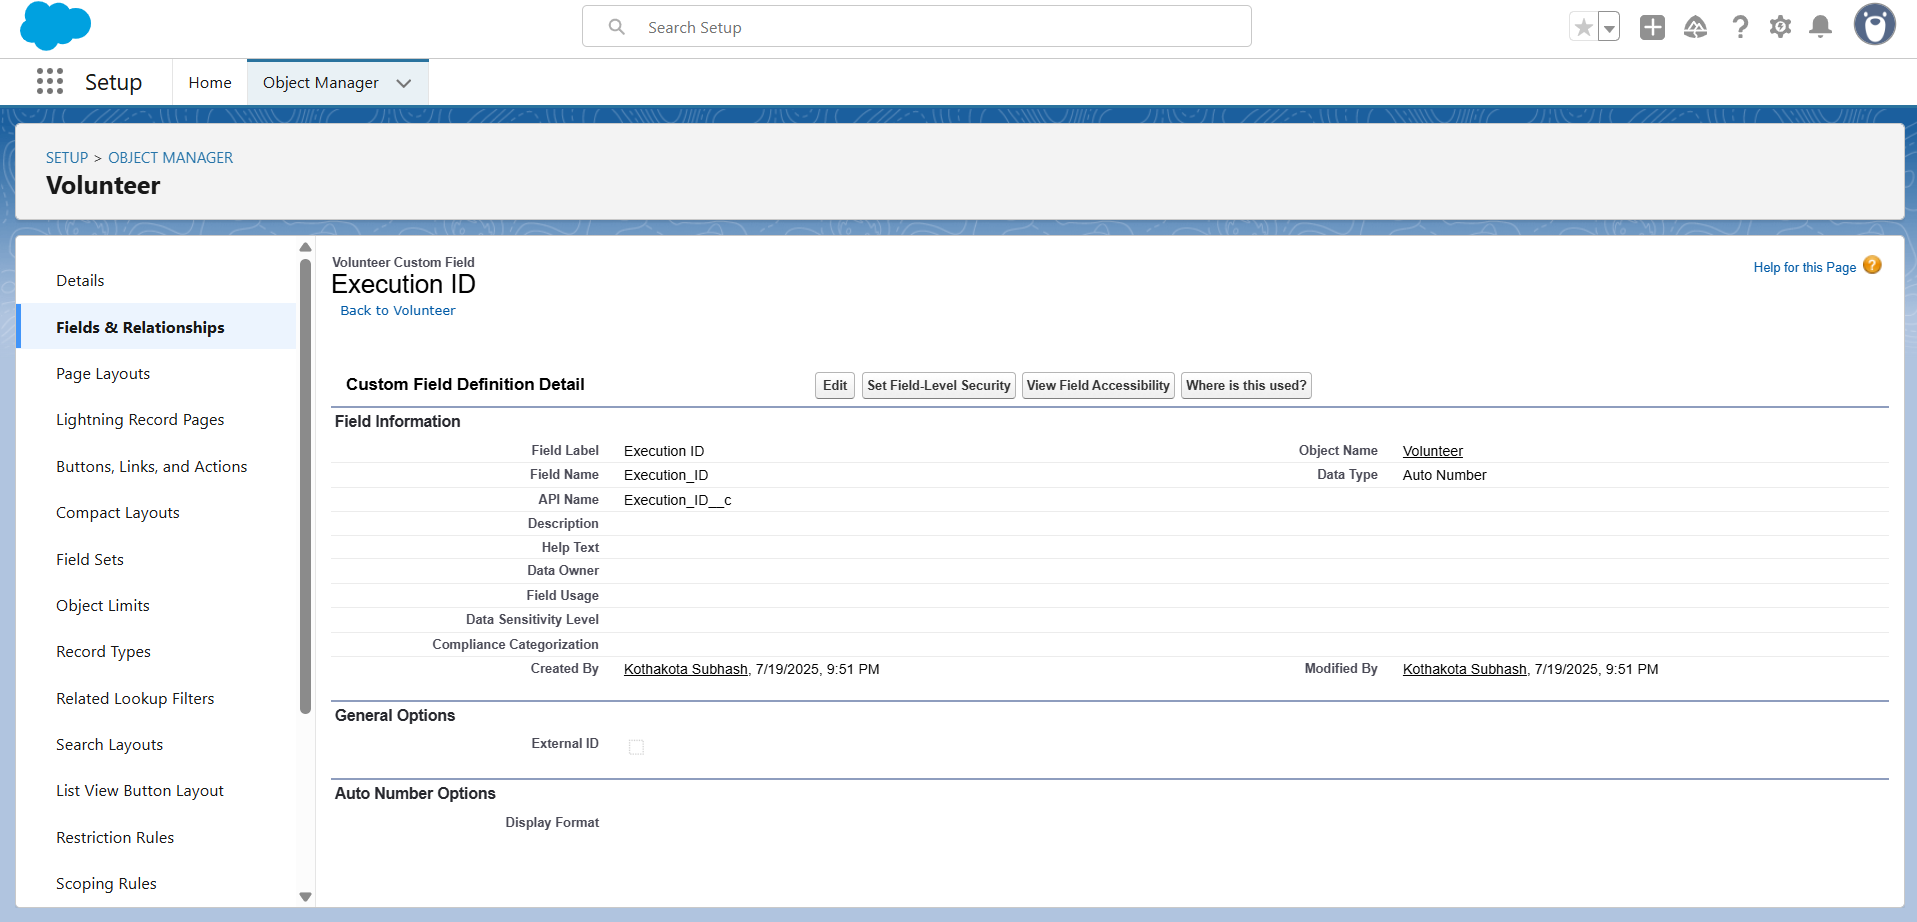 Search Setup
Setup
Home
Object Manager
SETUP > OBJECT MANAGER
Volunteer
Details
Fields & Relationships
Page Layouts
Lightning Record Pages
Buttons, Links, and Actions
Compact Layouts
Field Sets
Object Limits
Record Types
Related Lookup Filters
Search Layouts
List View Button Layout
Restriction Rules
Scoping Rules
Volunteer Custom Field
Execution ID
Back to Volunteer
Help for this Page ?
Custom Field Definition Detail
Edit
Set Field-Level Security
View Field Accessibility
Where is this used?
Field Information
Field Label Execution ID Object Name Volunteer
Field Name Execution_ID Data Type Auto Number
API Name Execution_ID__c
Description
Help Text
Data Owner
Field Usage
Data Sensitivity Level
Compliance Categorization
Created By Kothakota Subhash, 7/19/2025, 9:51 PM Modified By Kothakota Subhash, 7/19/2025, 9:51 PM
General Options
External ID
Auto Number Options
Display Format